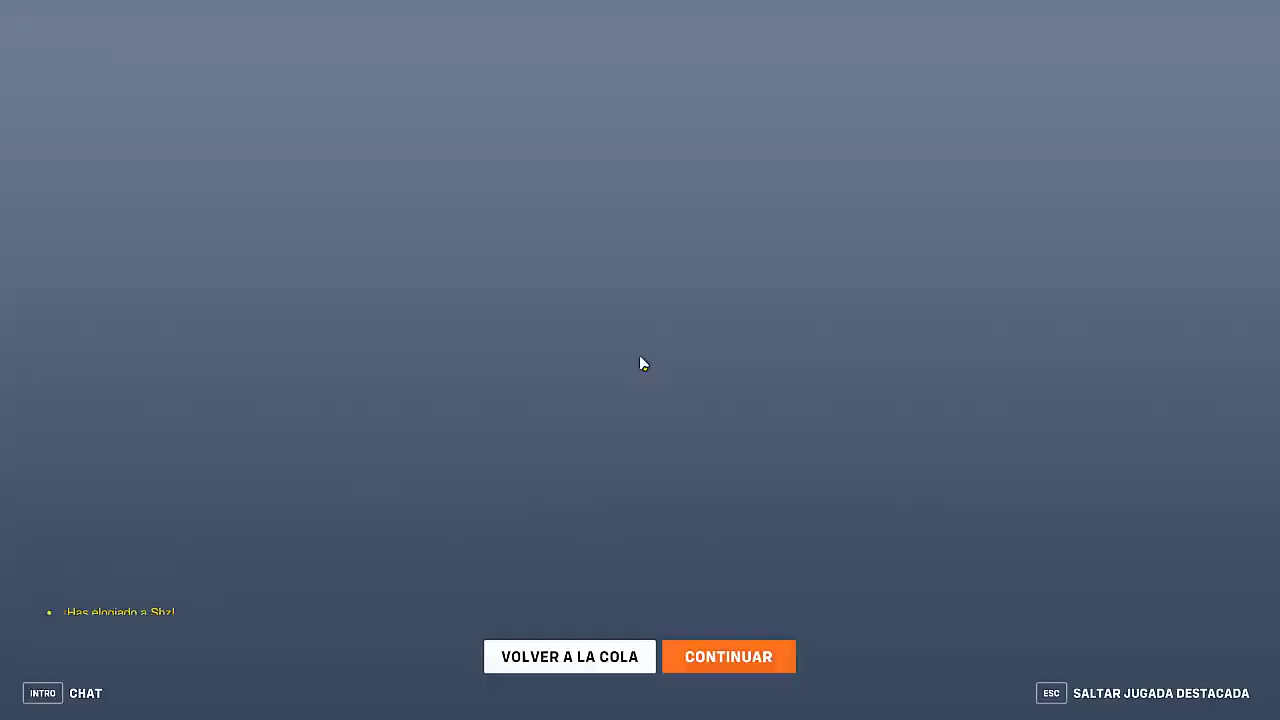 • ¡Has elogiado a Shz!
VOLVER A LA COLA
CONTINUAR
INTRO CHAT
ESC SALTAR JUGADA DESTACADA